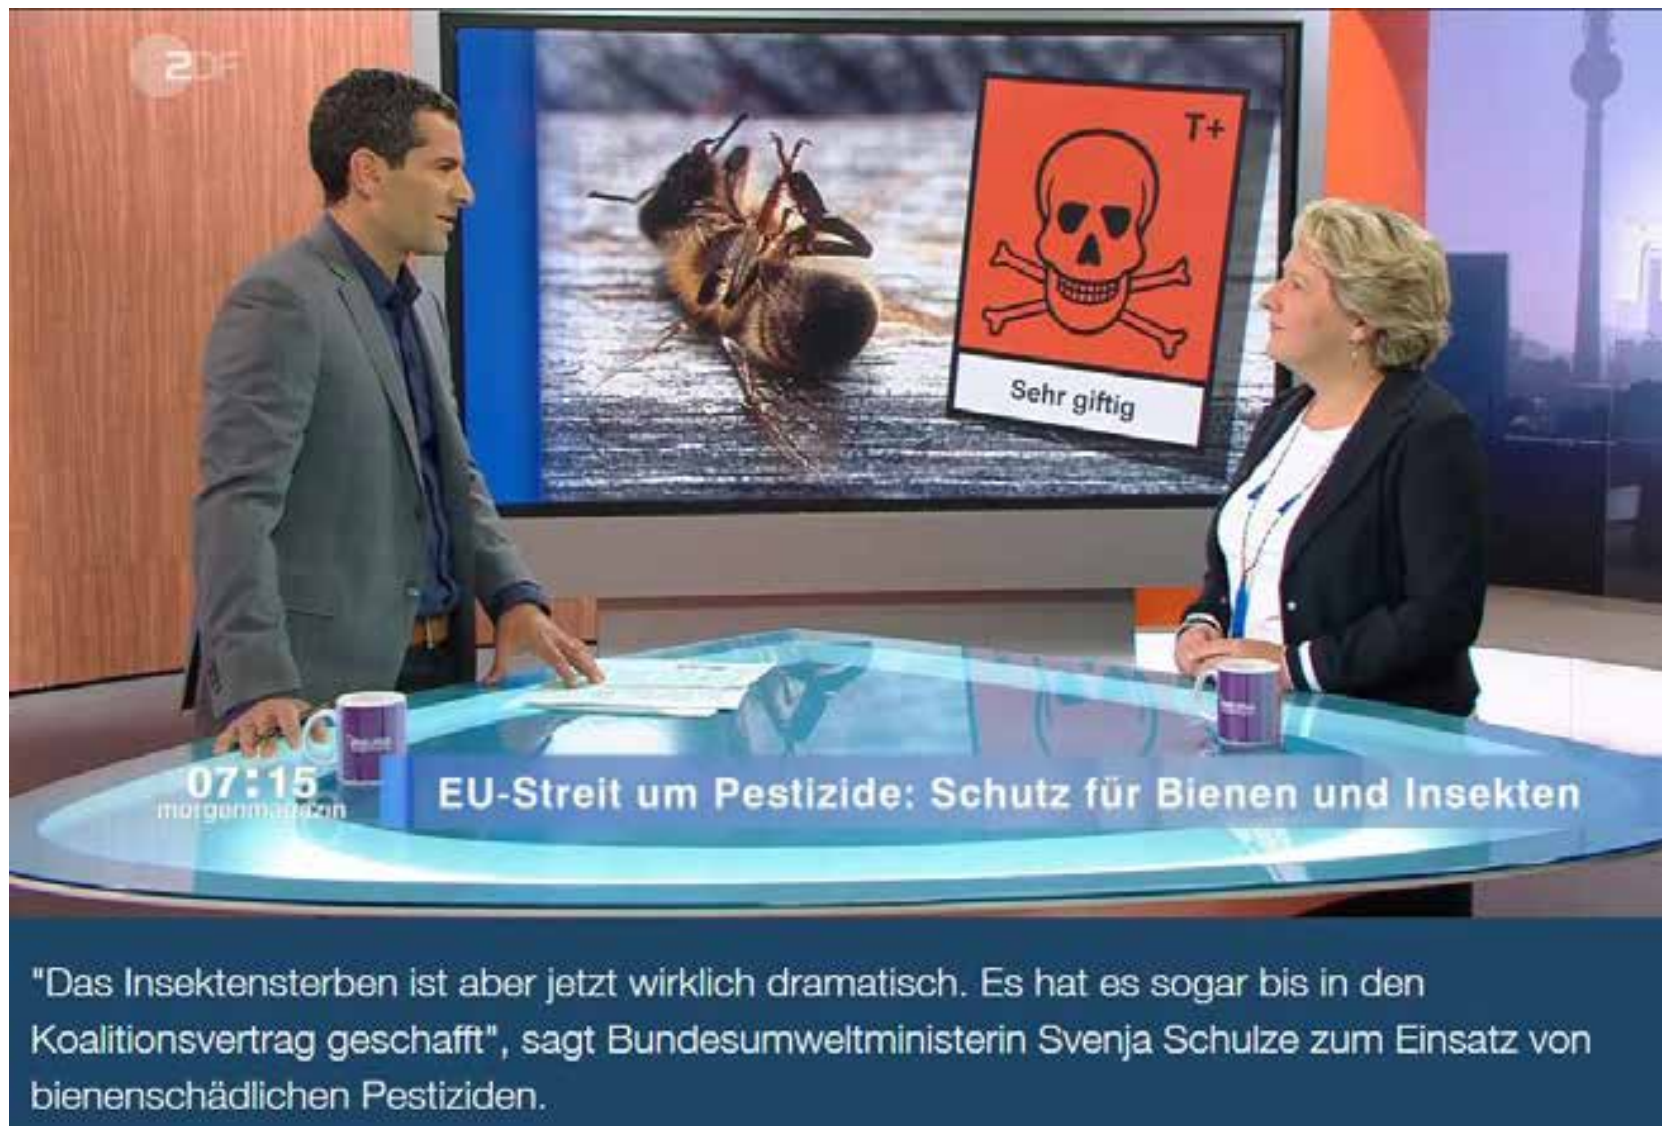 ZDF
T+
Sehr giftig
07:15
morgenmagazin
EU-Streit um Pestizide: Schutz für Bienen und Insekten
"Das Insektensterben ist aber jetzt wirklich dramatisch. Es hat es sogar bis in den
Koalitionsvertrag geschafft", sagt Bundesumweltministerin Svenja Schulze zum Einsatz von
bienenschädlichen Pestiziden.